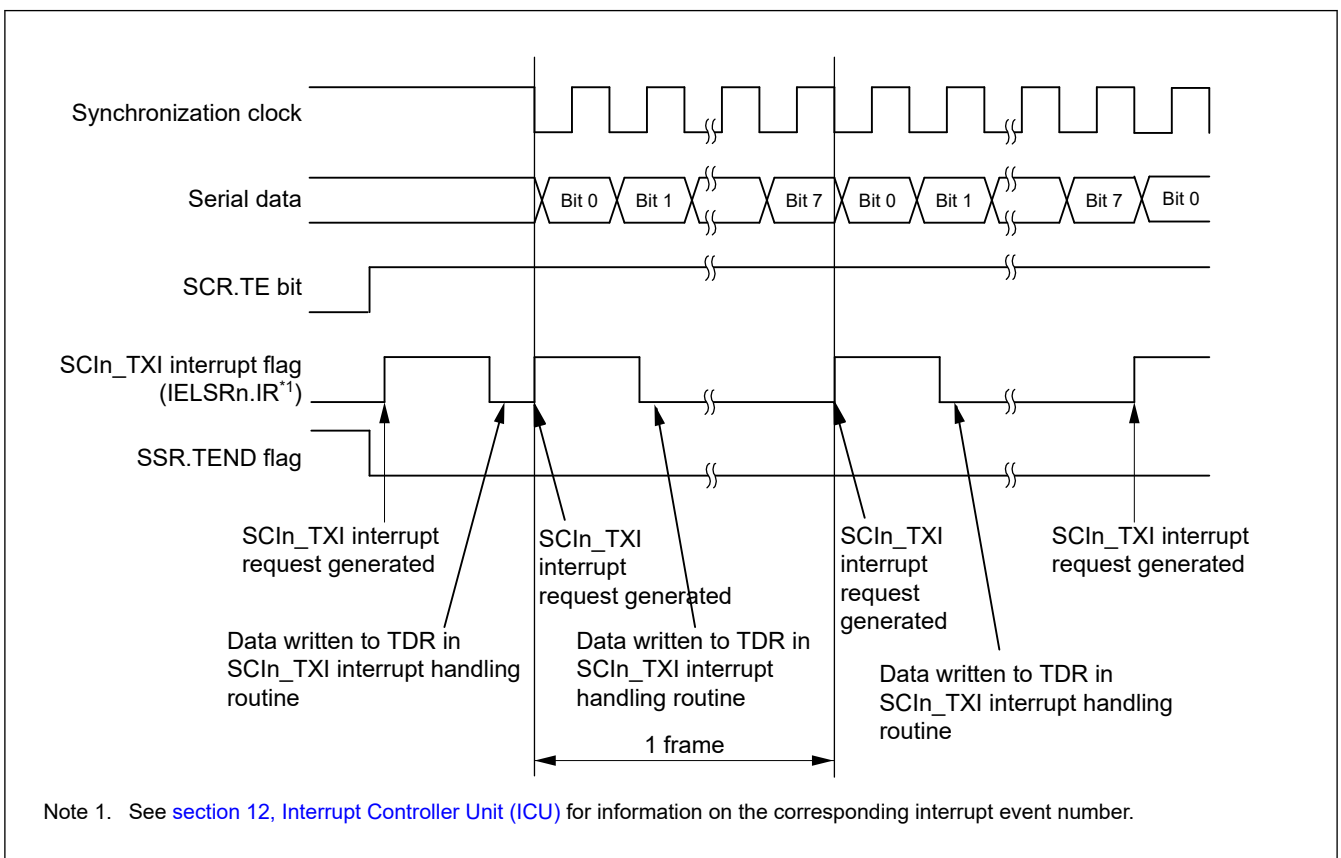 Synchronization clock
Serial data
Bit 0 Bit 1 Bit 7 Bit 0 Bit 1 Bit 7 Bit 0
SCR.TE bit
SCIn_TXI interrupt flag
(IELSRn.IR*1)
SSR.TEND flag
SCIn_TXI interrupt
request generated
SCIn_TXI
interrupt
request generated
SCIn_TXI
interrupt
request
generated
SCIn_TXI interrupt
request generated
Data written to TDR in
SCIn_TXI interrupt handling
routine
Data written to TDR in
SCIn_TXI interrupt
handling routine
Data written to TDR in
SCIn_TXI interrupt handling
routine
1 frame
Note 1. See section 12, Interrupt Controller Unit (ICU) for information on the corresponding interrupt event number.